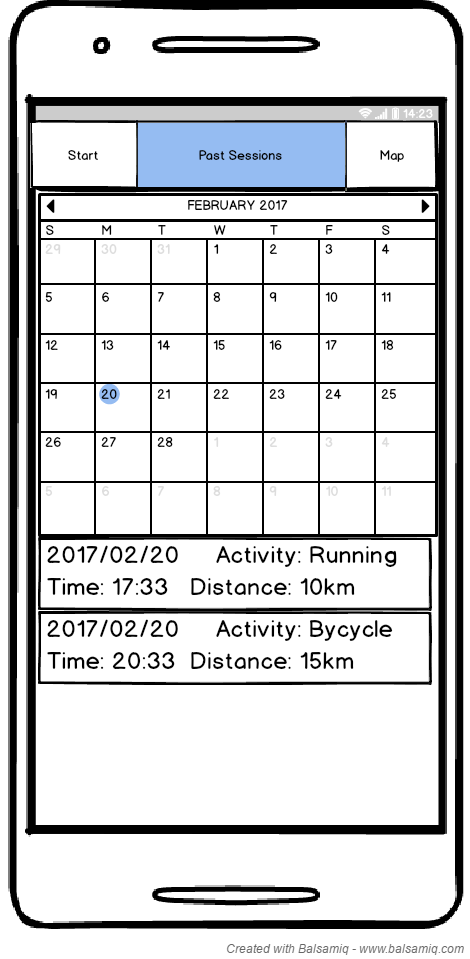 14:23
Start Past Sessions Map
FEBRUARY 2017
S M T W T F S
29 30 31 1 2 3 4
5 6 7 8 9 10 11
12 13 14 15 16 17 18
19 20 21 22 23 24 25
26 27 28 1 2 3 4
5 6 7 8 9 10 11
2017/02/20 Activity: Running
Time: 17:33 Distance: 10km
2017/02/20 Activity: Bycycle
Time: 20:33 Distance: 15km
Created with Balsamiq - www.balsamiq.com